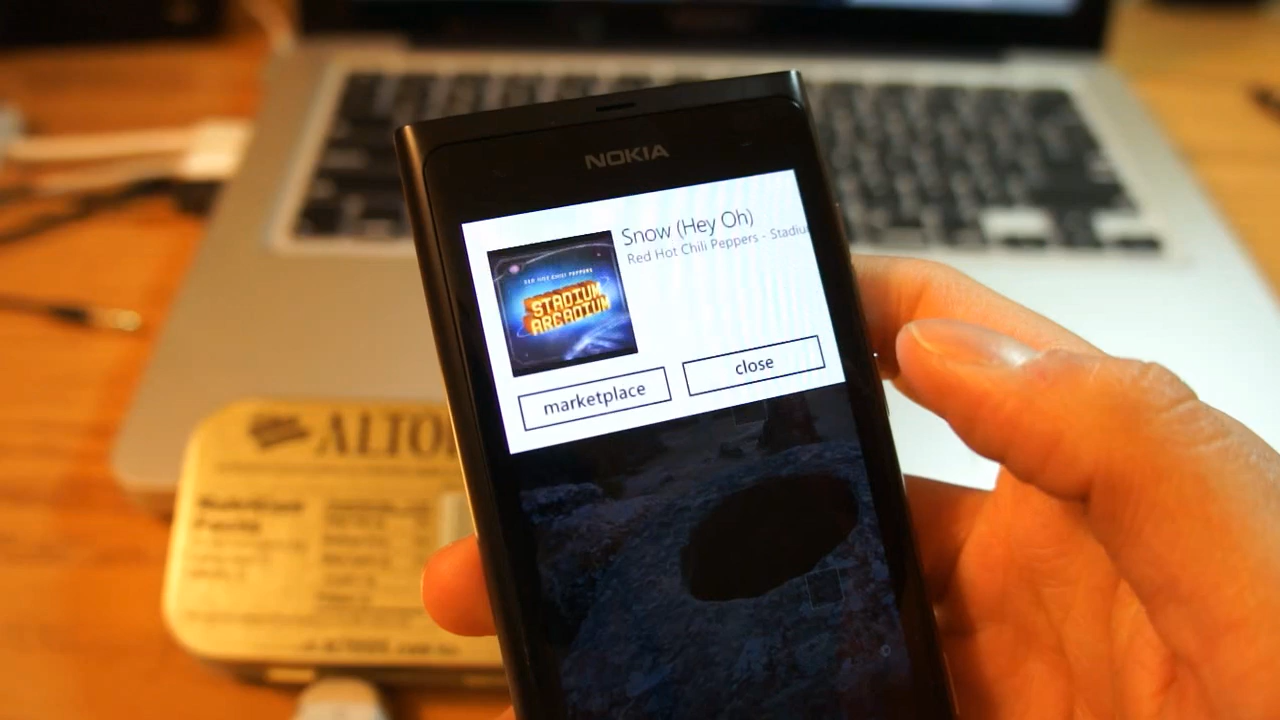 NOKIA
Snow (Hey Oh)
Red Hot Chili Peppers - Stadiu
RED HOT CHILI PEPPERS
STADIUM
ARCADIUM
marketplace
close
ALTO
Nutrition
Facts